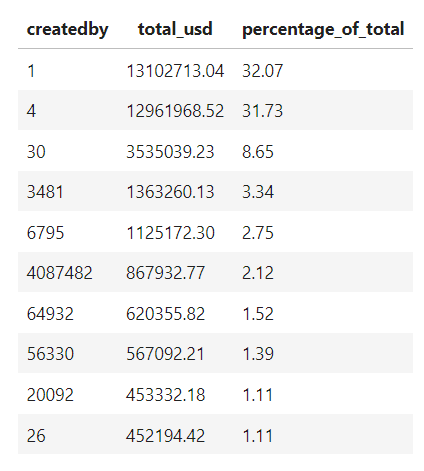 createdby total_usd percentage_of_total
1 13102713.04 32.07
4 12961968.52 31.73
30 3535039.23 8.65
3481 1363260.13 3.34
6795 1125172.30 2.75
4087482 867932.77 2.12
64932 620355.82 1.52
56330 567092.21 1.39
20092 453332.18 1.11
26 452194.42 1.11